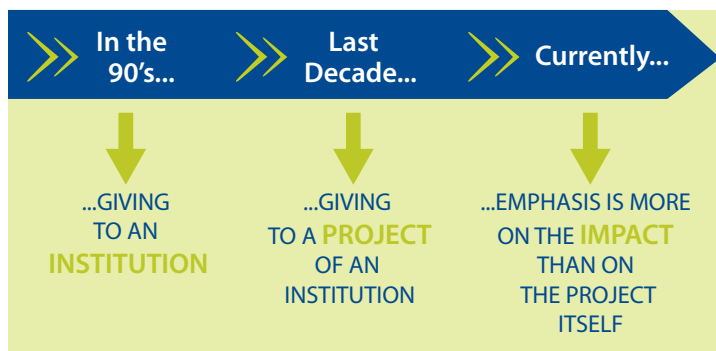 In the
90's...
Last
Decade...
Currently...
...GIVING
TO AN
INSTITUTION
...GIVING
TO A PROJECT
OF AN
INSTITUTION
...EMPHASIS IS MORE
ON THE IMPACT
THAN ON
THE PROJECT
ITSELF